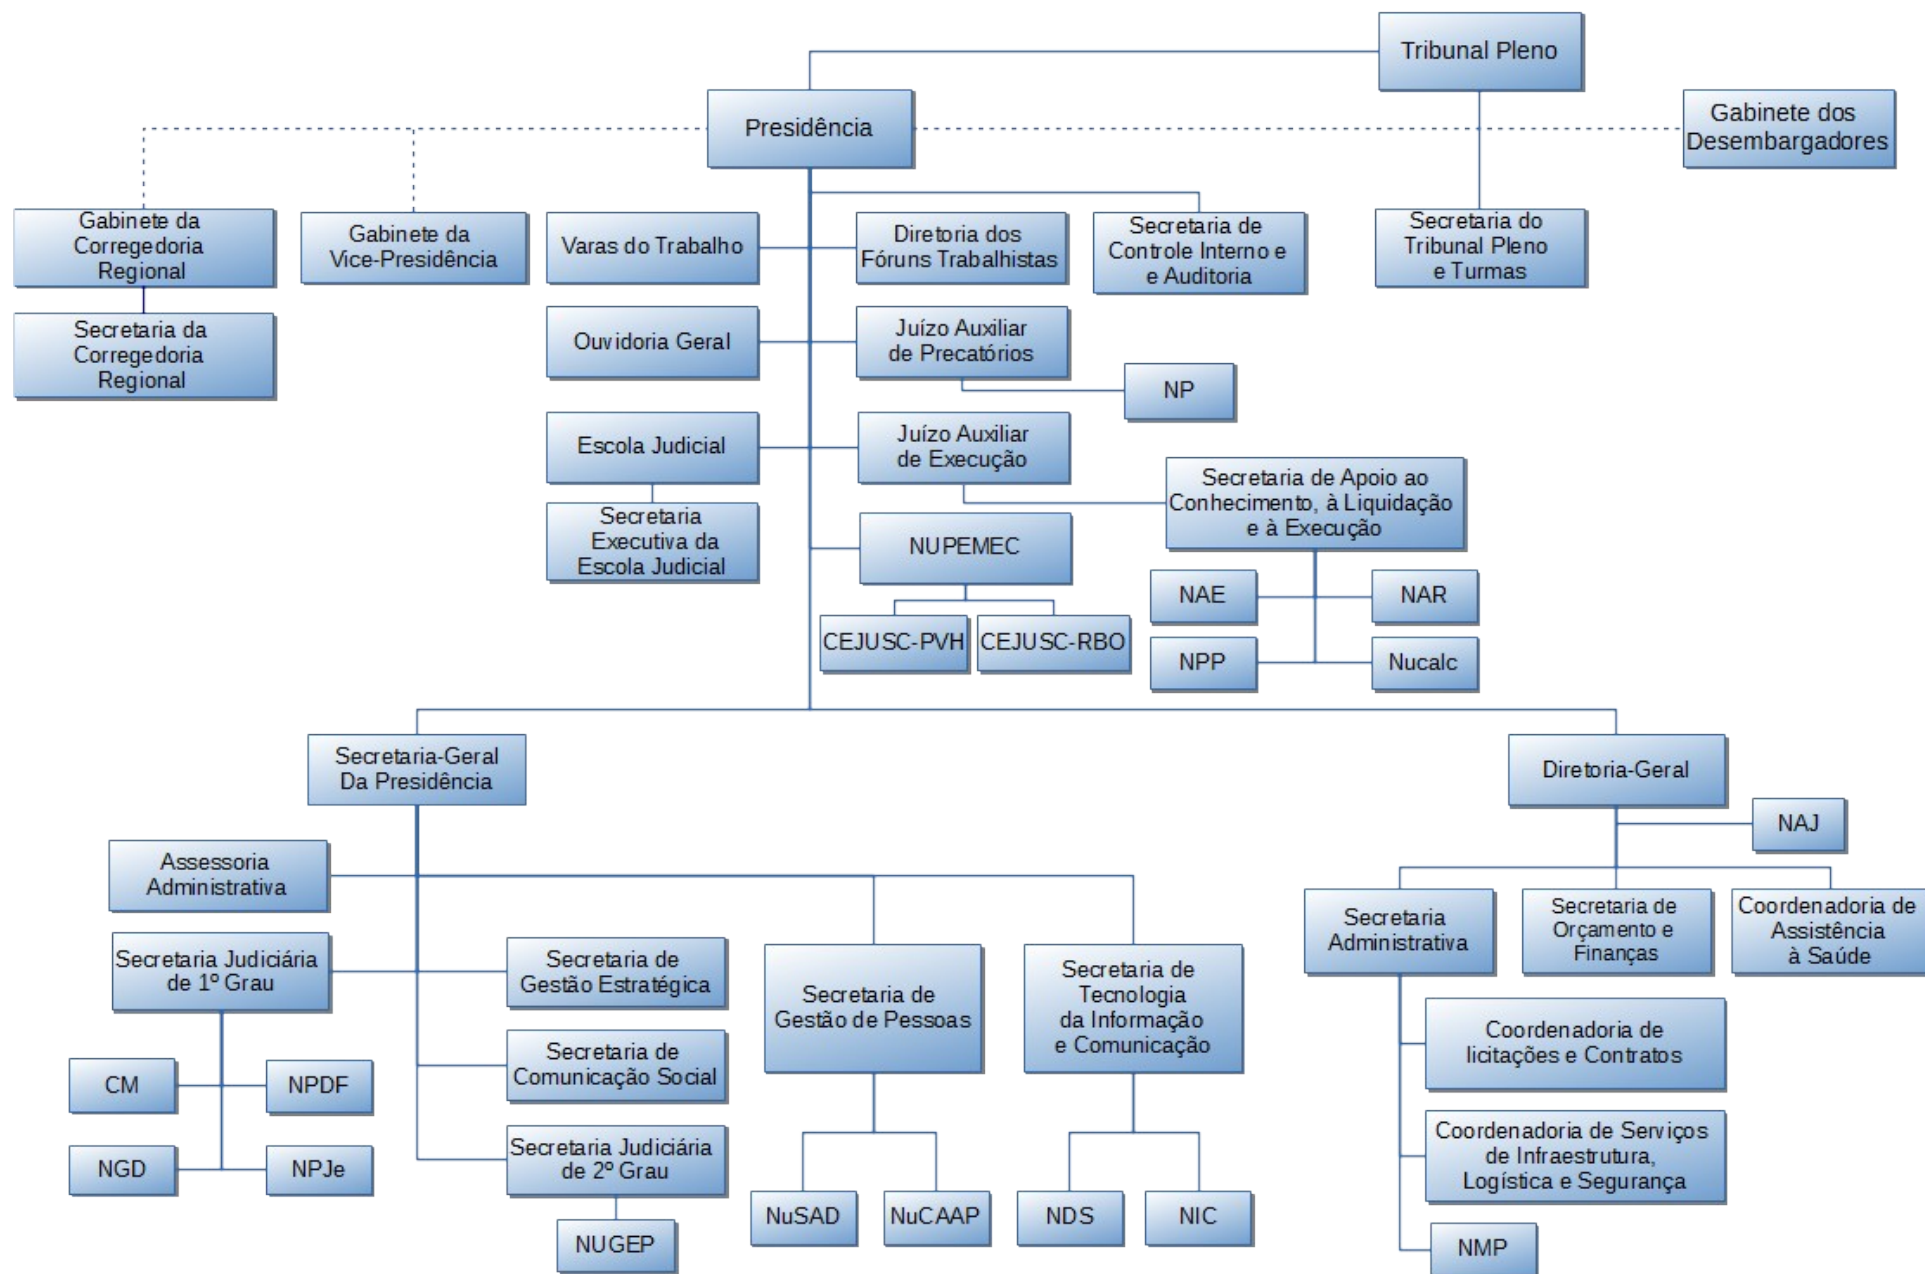 Tribunal Pleno
Presidência
Gabinete dos
Desembargadores
Gabinete da
Corregedoria
Regional
Gabinete da
Vice-Presidência
Varas do Trabalho
Diretoria dos
Fóruns Trabalhistas
Secretaria de
Controle Interno e
e Auditoria
Secretaria do
Tribunal Pleno
e Turmas
Secretaria da
Corregedoria
Regional
Ouvidoria Geral
Juízo Auxiliar
de Precatórios
NP
Escola Judicial
Juízo Auxiliar
de Execução
Secretaria de Apoio ao
Conhecimento, à Liquidação
e à Execução
Secretaria
Executiva da
Escola Judicial
NUPEMEC
NAE
NAR
CEJUSC-PVH
CEJUSC-RBO
NPP
Nucalc
Secretaria-Geral
Da Presidência
Diretoria-Geral
NAJ
Assessoria
Administrativa
Secretaria
Administrativa
Secretaria de
Orçamento e
Finanças
Coordenadoria de
Assistência
à Saúde
Secretaria Judiciária
de 1º Grau
Secretaria de
Gestão Estratégica
Secretaria de
Gestão de Pessoas
Secretaria de
Tecnologia
da Informação
e Comunicação
Coordenadoria de
licitações e Contratos
Secretaria de
Comunicação Social
CM
NPDF
Coordenadoria de Serviços
de Infraestrutura,
Logística e Segurança
Secretaria Judiciária
de 2º Grau
NGD
NPJe
NuSAD
NuCAAP
NDS
NIC
NUGEP
NMP